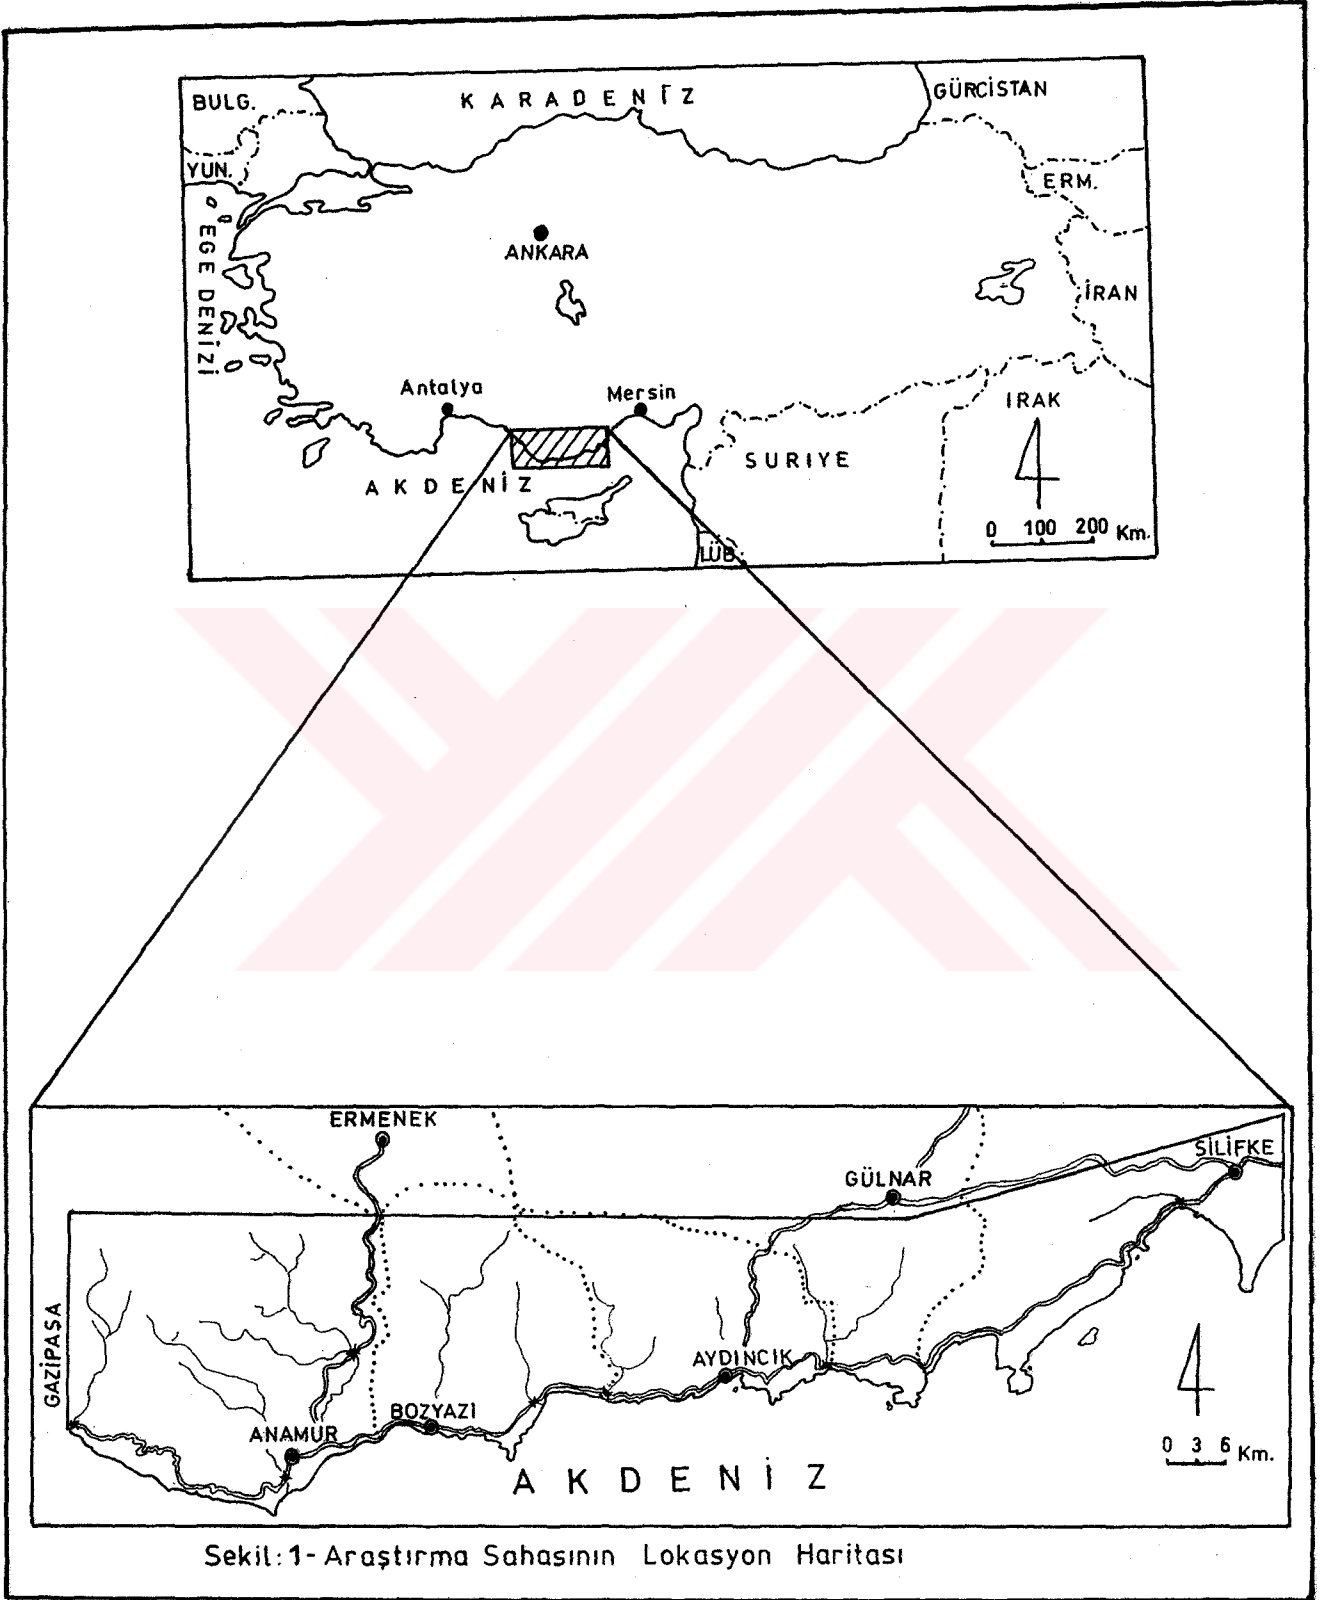 BULG.
KARADENİZ
GÜRCİSTAN
YUN.
ERM.
EGE DENİZİ
ANKARA
İRAN
Antalya
Mersin
IRAK
SURIYE
AKDENİZ
0 100 200 Km.
LÜB.
ERMENEK
SİLİFKE
GÜLNAR
GAZİPAŞA
AYDINCIK
BOZYAZI
ANAMUR
0 3 6 Km.
AKDENİZ
Sekil:1-Araştırma Sahasının Lokasyon Haritası